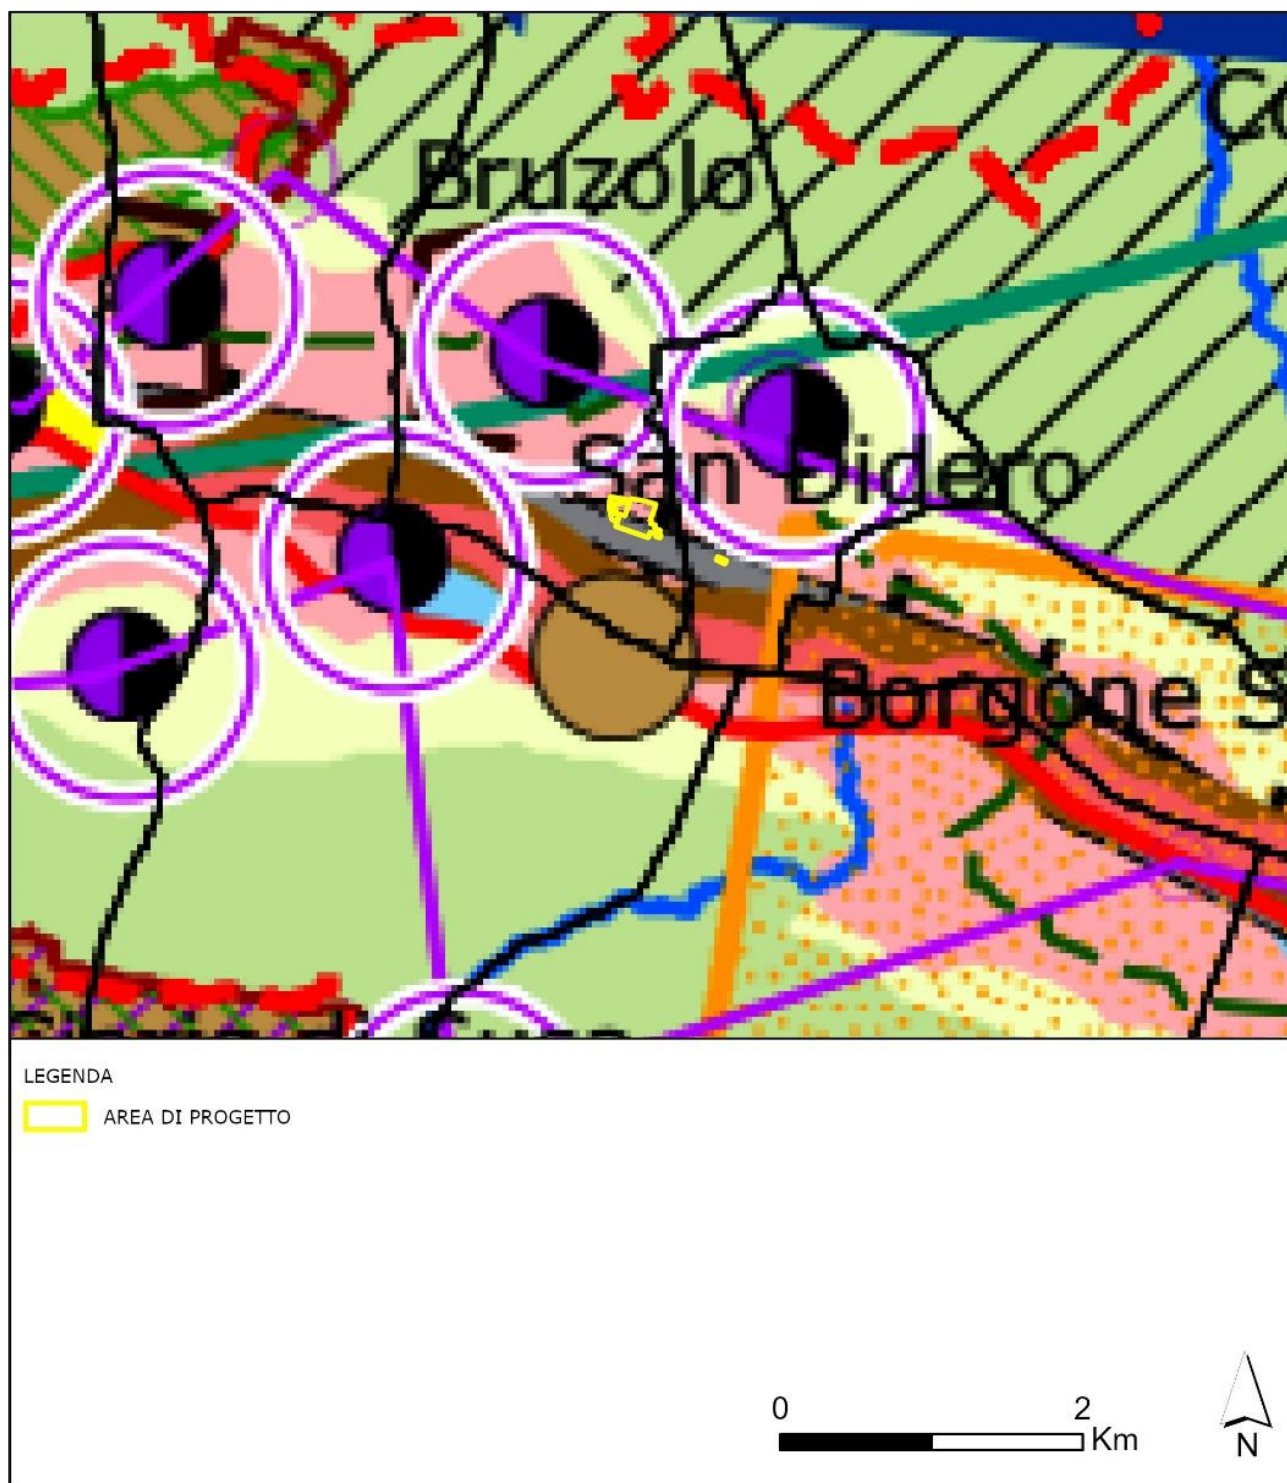 Bruzolo
San Didero
Borgone S
LEGENDA
AREA DI PROGETTO
0 2
Km
N